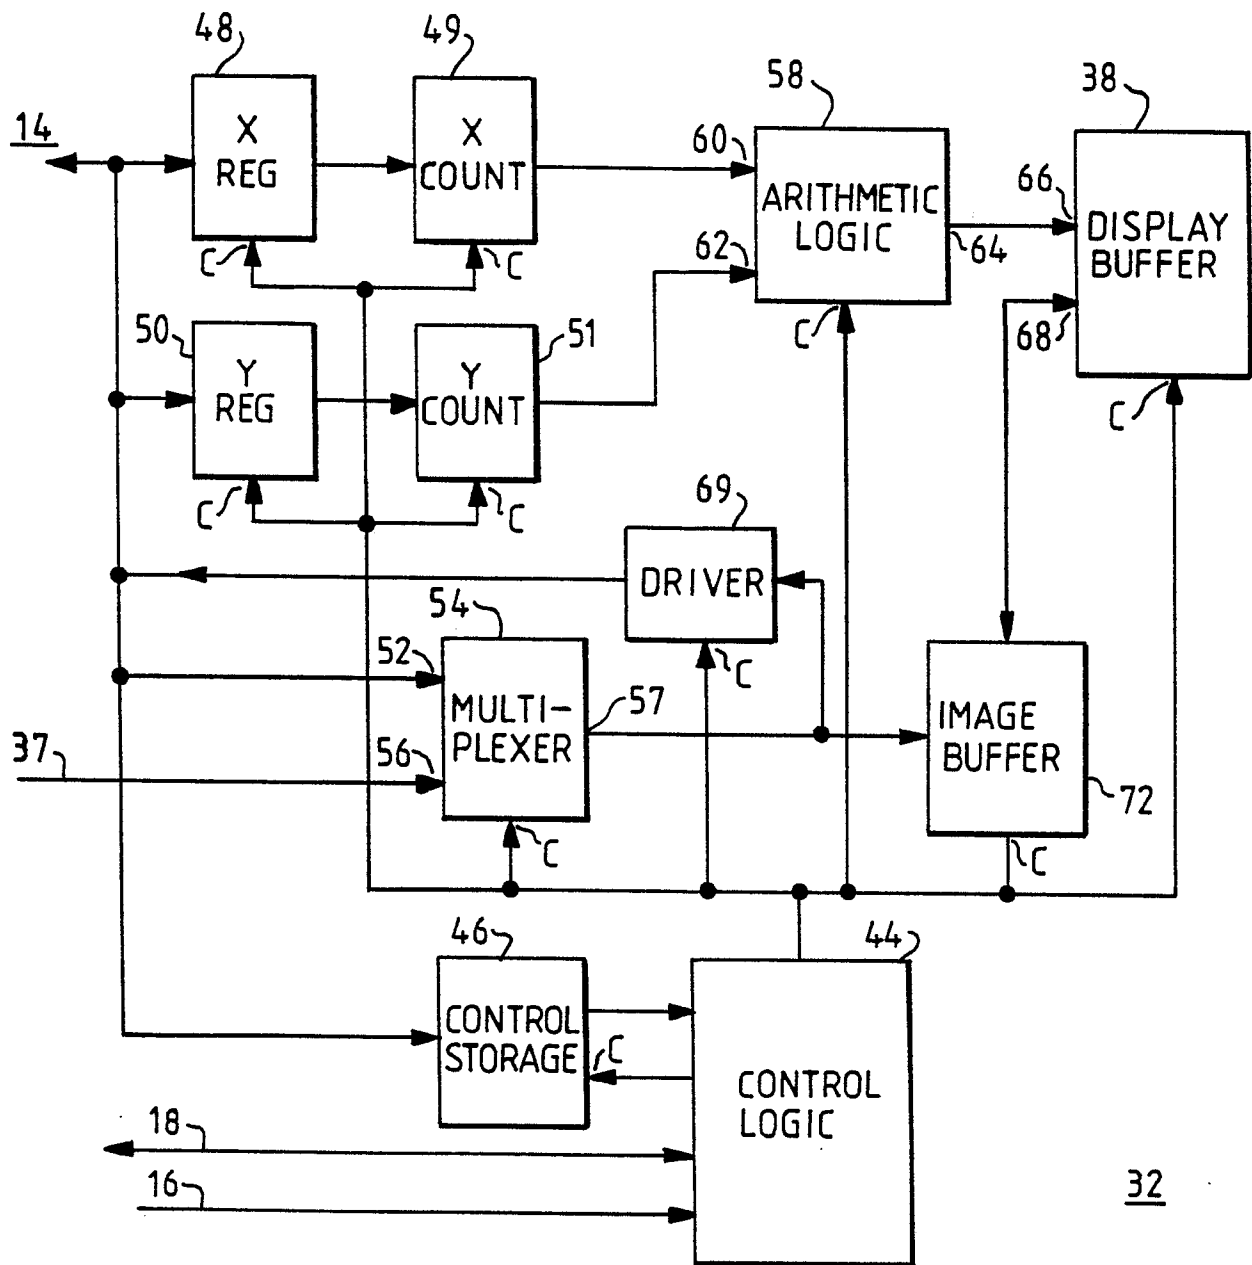 48
49
58
38
14
X
REG
X
COUNT
60
ARITHMETIC
LOGIC
66
DISPLAY
BUFFER
C
C
62
64
C
68
50
Y
REG
Y
COUNT
51
C
C
C
69
DRIVER
54
C
52
MULTI-
PLEXER
57
IMAGE
BUFFER
37
56
72
C
C
46
44
CONTROL
STORAGE
C
CONTROL
LOGIC
18
16
32